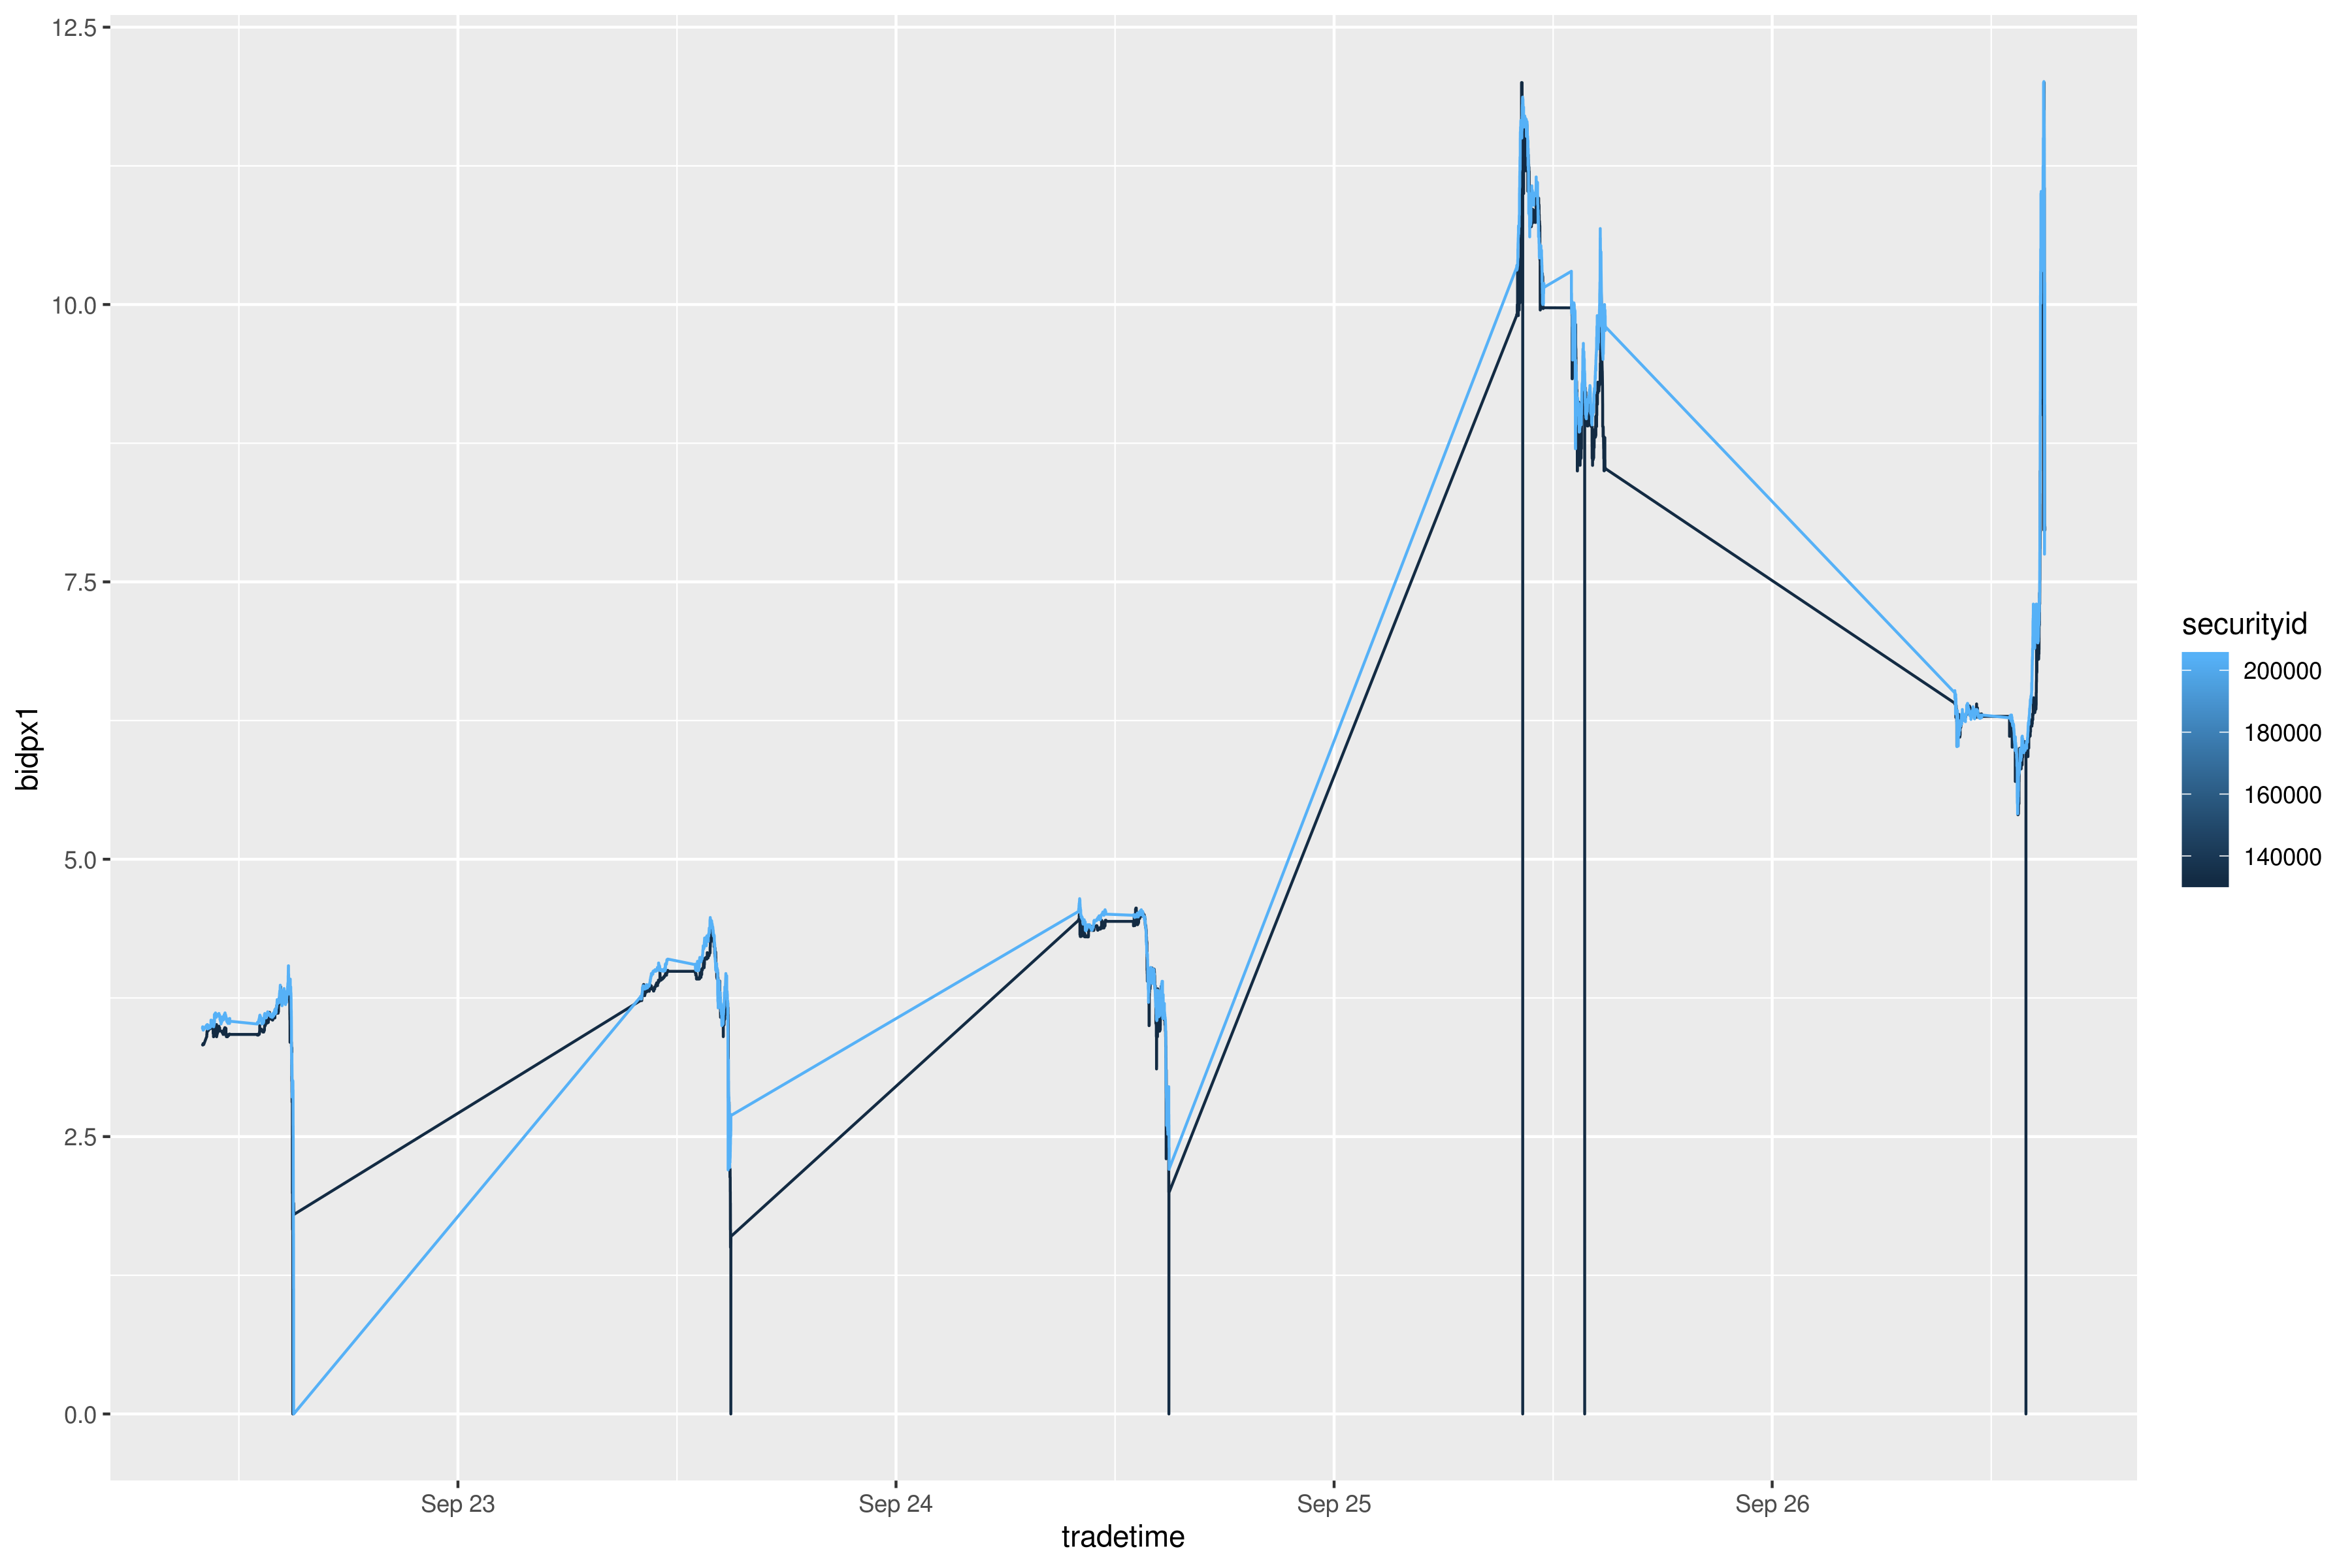 12.5
10.0
7.5
5.0
2.5
0.0
bidpx1
Sep 23
Sep 24
Sep 25
Sep 26
tradetime
securityid
200000
180000
160000
140000